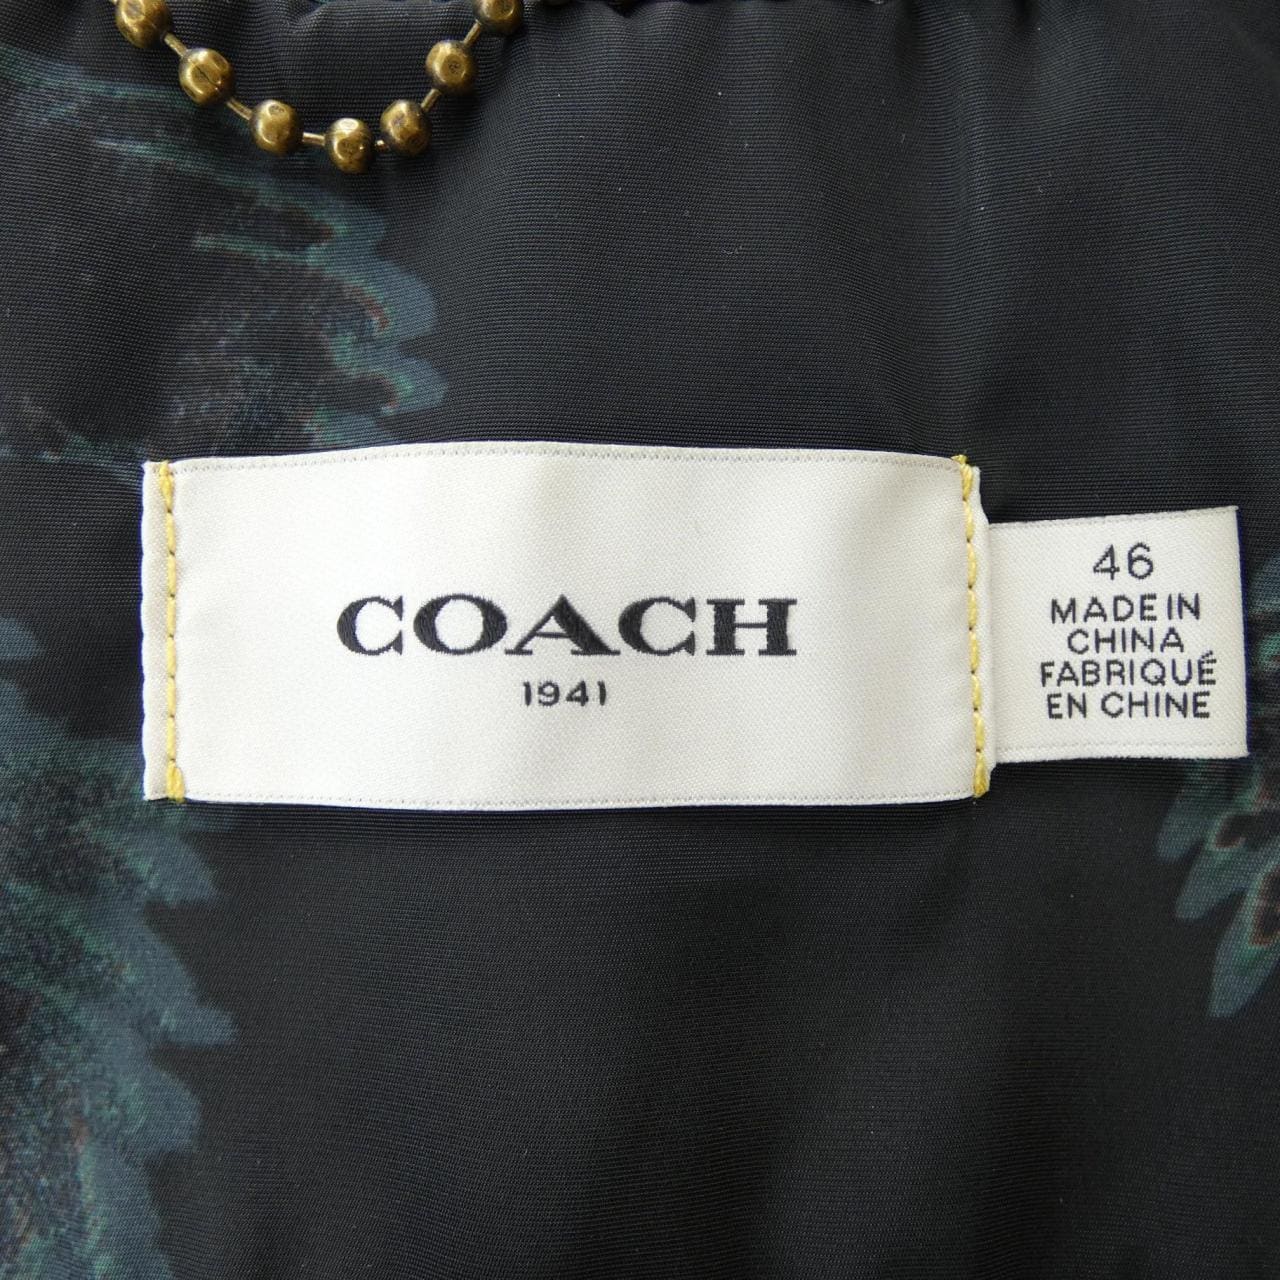 COACH
1941
46
MADE IN
CHINA
FABRIQUÉ
EN CHINE